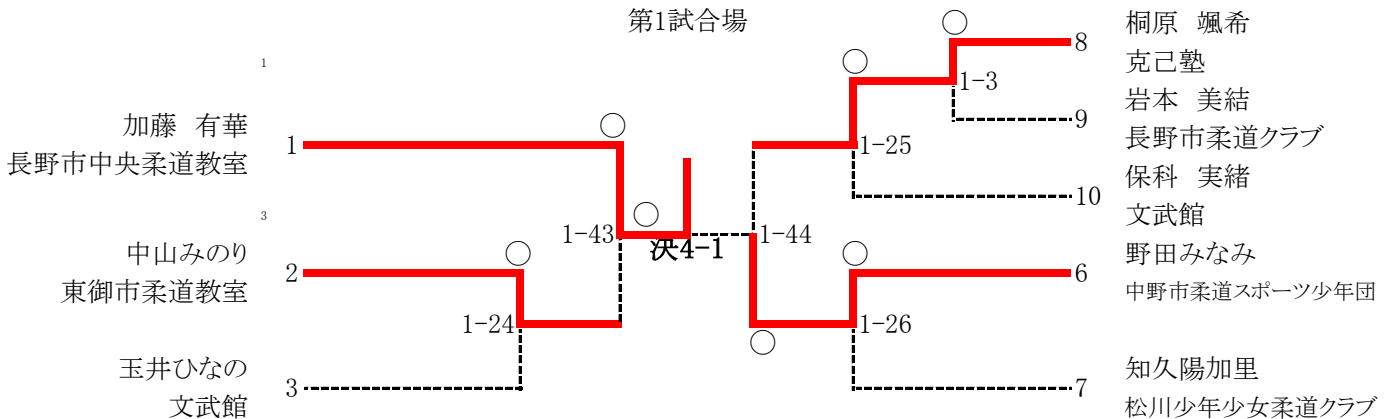 第1試合場
1
加藤 有華
長野市中央柔道教室
1
3
中山みのり
東御市柔道教室
2
玉井ひなの
文武館
3
1-24
1-43
決4-1
1-44
1-3
1-25
1-26
8
桐原 颯希
克己塾
9
岩本 美結
長野市柔道クラブ
10
保科 実緒
文武館
6
野田みなみ
中野市柔道スポーツ少年団
7
知久陽加里
松川少年少女柔道クラブ